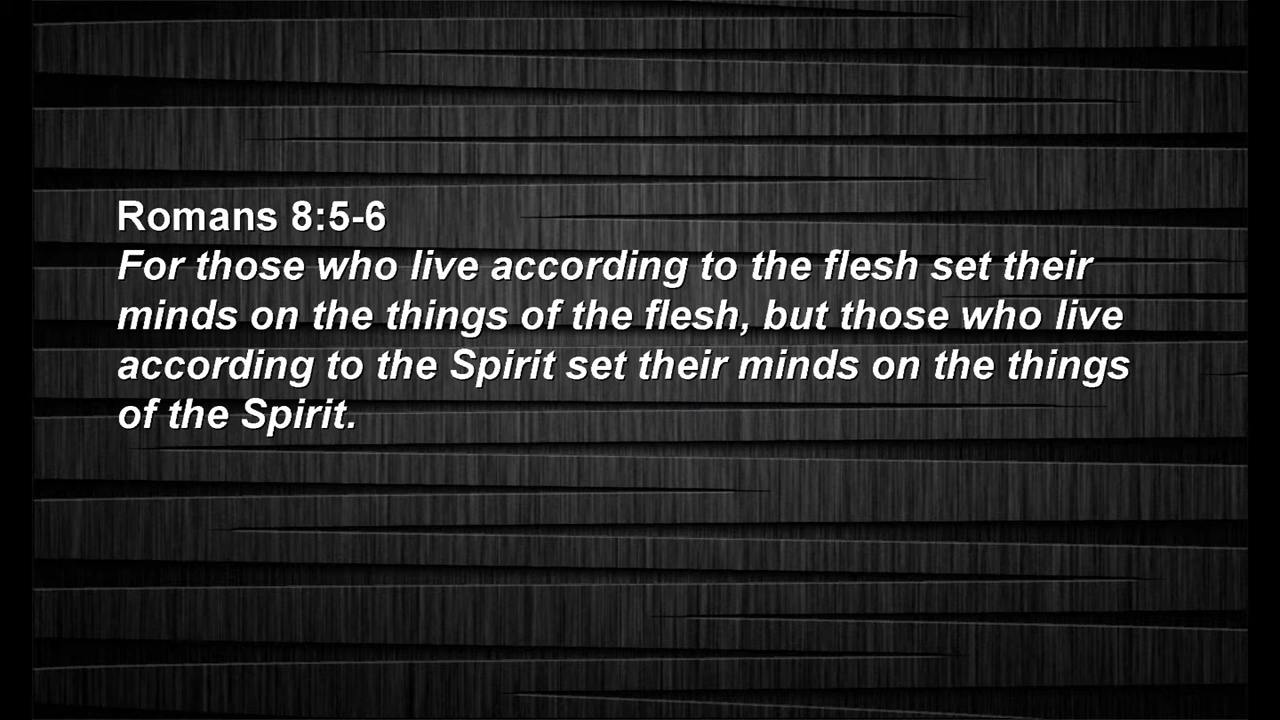 Romans 8:5-6
For those who live according to the flesh set their
minds on the things of the flesh, but those who live
according to the Spirit set their minds on the things
of the Spirit.